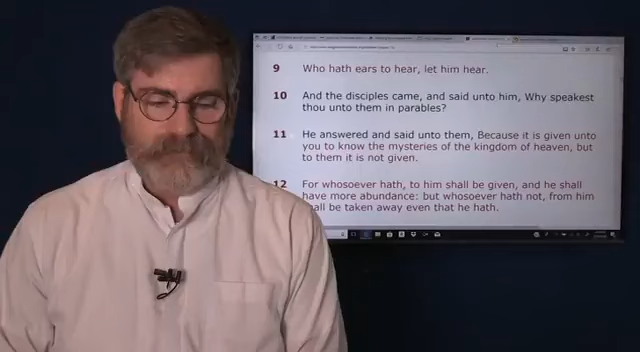 9 Who hath ears to hear, let him hear.
10 And the disciples came, and said unto him, Why speakest
thou unto them in parables?
11 He answered and said unto them, Because it is given unto
you to know the mysteries of the kingdom of heaven, but
to them it is not given.
12 For whosoever hath, to him shall be given, and he shall
have more abundance: but whosoever hath not, from him
shall be taken away even that he hath.